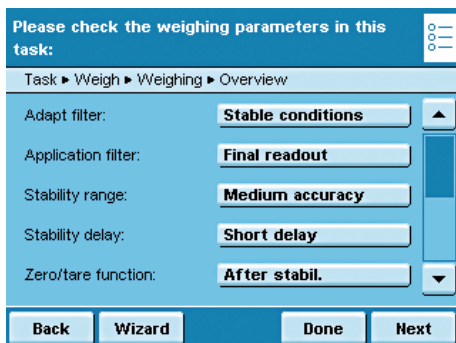 Please check the weighing parameters in this
task:
Task ▸ Weigh ▸ Weighing ▸ Overview
Adapt filter: Stable conditions
Application filter: Final readout
Stability range: Medium accuracy
Stability delay: Short delay
Zero/tare function: After stabil.
Back Wizard Done Next